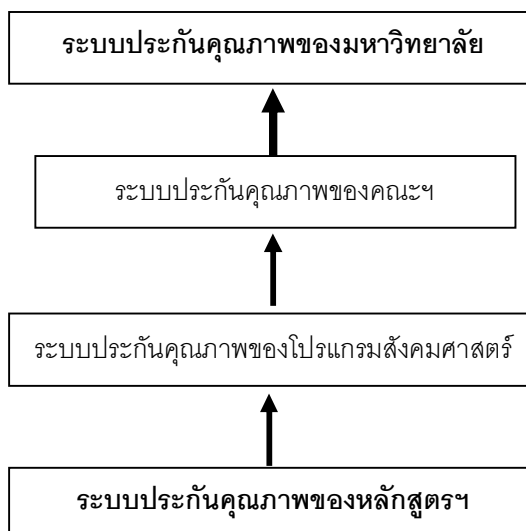 ระบบประกันคุณภาพของมหาวิทยาลัย
ระบบประกันคุณภาพของคณะฯ
ระบบประกันคุณภาพของโปรแกรมสังคมศาสตร์
ระบบประกันคุณภาพของหลักสูตรฯ